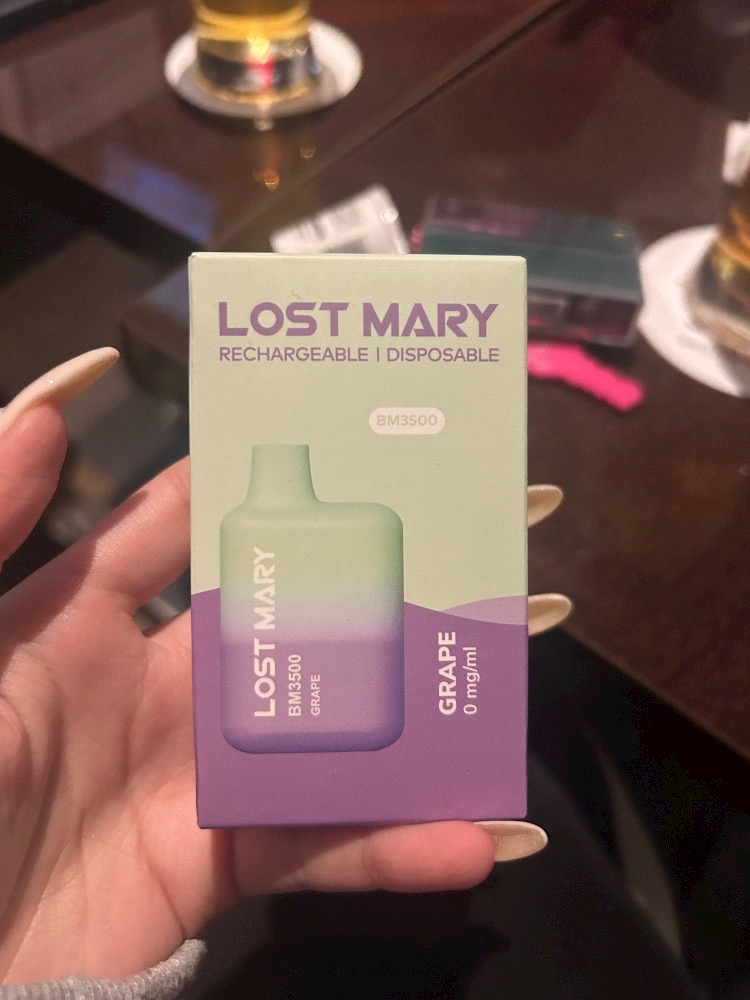 LOST MARY
RECHARGEABLE | DISPOSABLE
BM3500
LOST MARY
BM3500
GRAPE
GRAPE
0 mg/ml